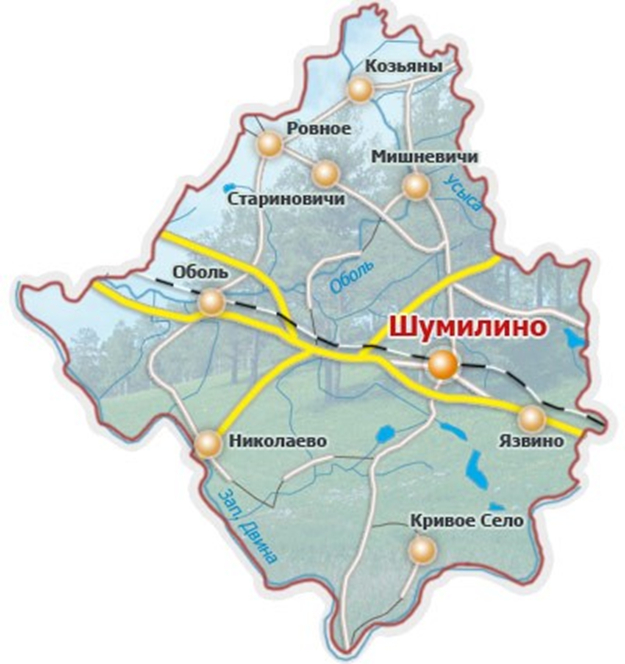 Козьяны
Ровное
Мишневичи
Стариновичи
Усыса
Оболь
Оболь
Шумилино
Николаево
Язвино
Зап. Двина
Кривое Село